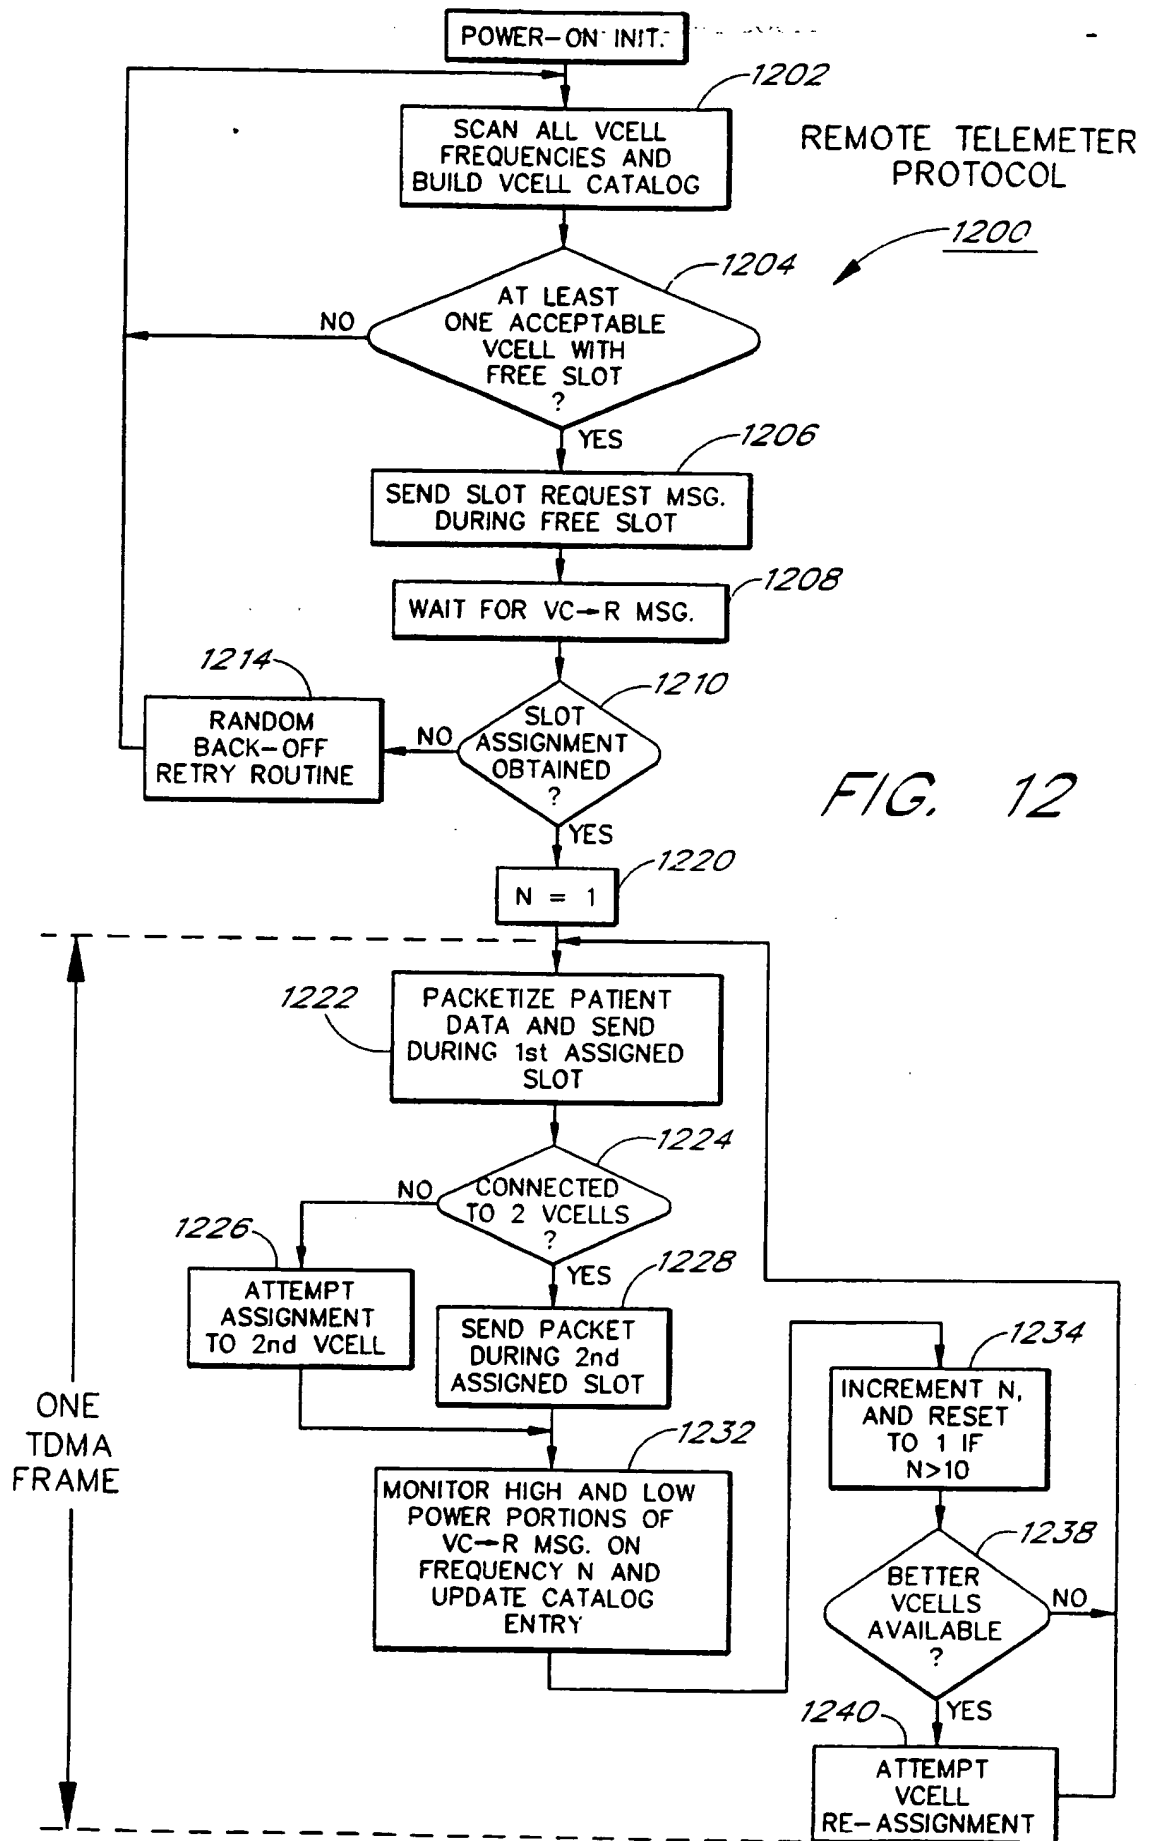 POWER-ON INIT.
1202
SCAN ALL VCELL
FREQUENCIES AND
BUILD VCELL CATALOG
REMOTE TELEMETER
PROTOCOL
1200
1204
AT LEAST
ONE ACCEPTABLE
VCELL WITH
FREE SLOT
?
NO
YES
1206
SEND SLOT REQUEST MSG.
DURING FREE SLOT
1208
WAIT FOR VC→R MSG.
1214
RANDOM
BACK-OFF
RETRY ROUTINE
1210
SLOT
ASSIGNMENT
OBTAINED
?
NO
YES
FIG. 12
1220
N = 1
1222
PACKETIZE PATIENT
DATA AND SEND
DURING 1st ASSIGNED
SLOT
1224
CONNECTED
TO 2 VCELLS
?
NO
YES
1226
ATTEMPT
ASSIGNMENT
TO 2nd VCELL
1228
SEND PACKET
DURING 2nd
ASSIGNED SLOT
ONE
TDMA
FRAME
1232
MONITOR HIGH AND LOW
POWER PORTIONS OF
VC→R MSG. ON
FREQUENCY N AND
UPDATE CATALOG
ENTRY
1234
INCREMENT N,
AND RESET
TO 1 IF
N>10
1238
BETTER
VCELLS
AVAILABLE
?
NO
YES
1240
ATTEMPT
VCELL
RE-ASSIGNMENT